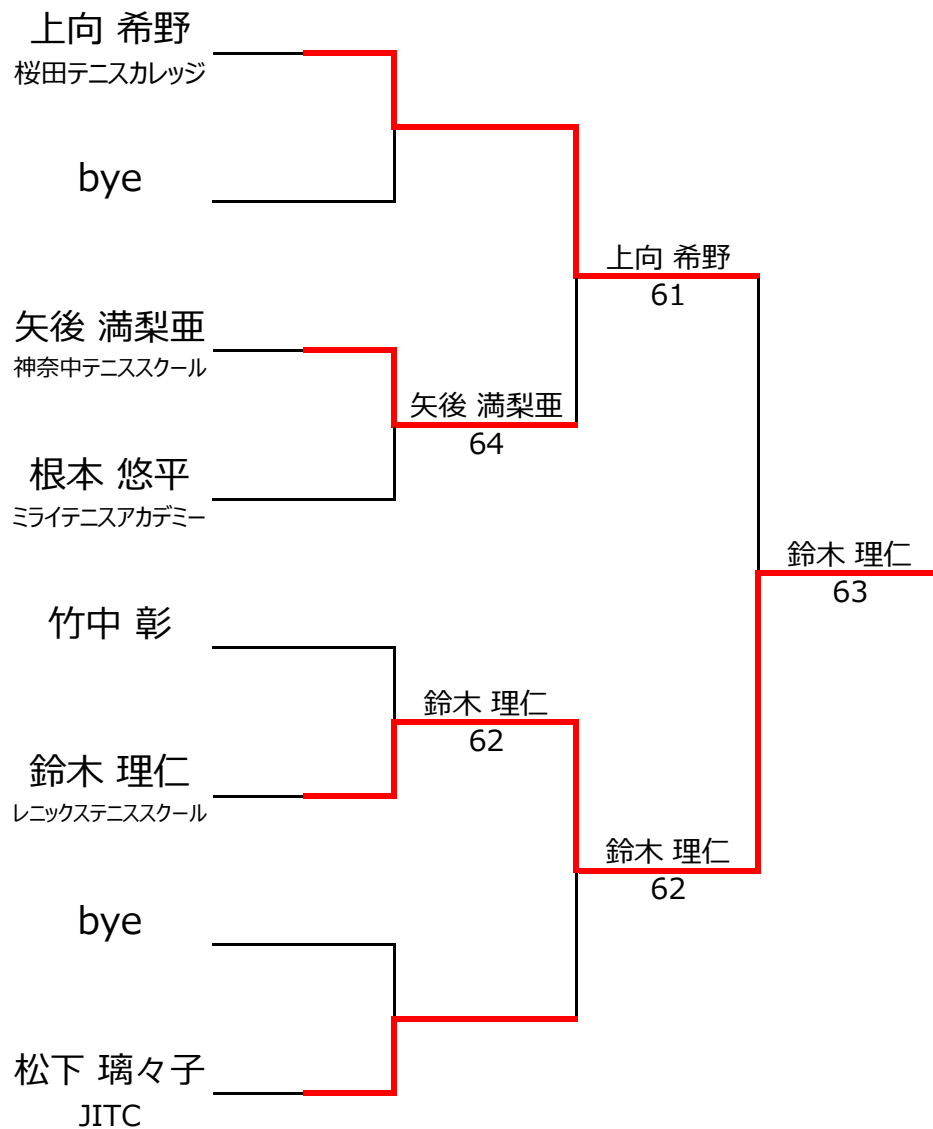 上向 希野
桜田テニスカレッジ
bye
上向 希野
61
矢後 満梨亜
神奈中テニススクール
矢後 満梨亜
64
根本 悠平
ミライテニスアカデミー
鈴木 理仁
63
竹中 彰
鈴木 理仁
62
鈴木 理仁
レニックステニススクール
鈴木 理仁
62
bye
松下 璃々子
JITC